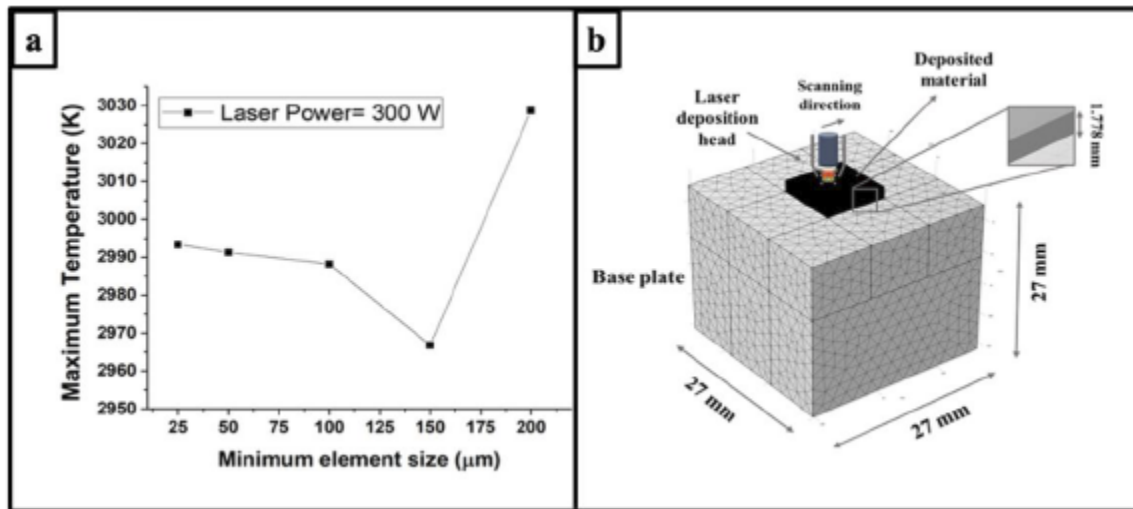 a
Laser Power= 300 W
Maximum Temperature (K)
3030
3020
3010
3000
2990
2980
2970
2960
2950
25
50
75
100
125
150
175
200
Minimum element size (μm)
b
Deposited
material
Scanning
direction
Laser
deposition
head
1.778 mm
Base plate
27 mm
27 mm
27 mm